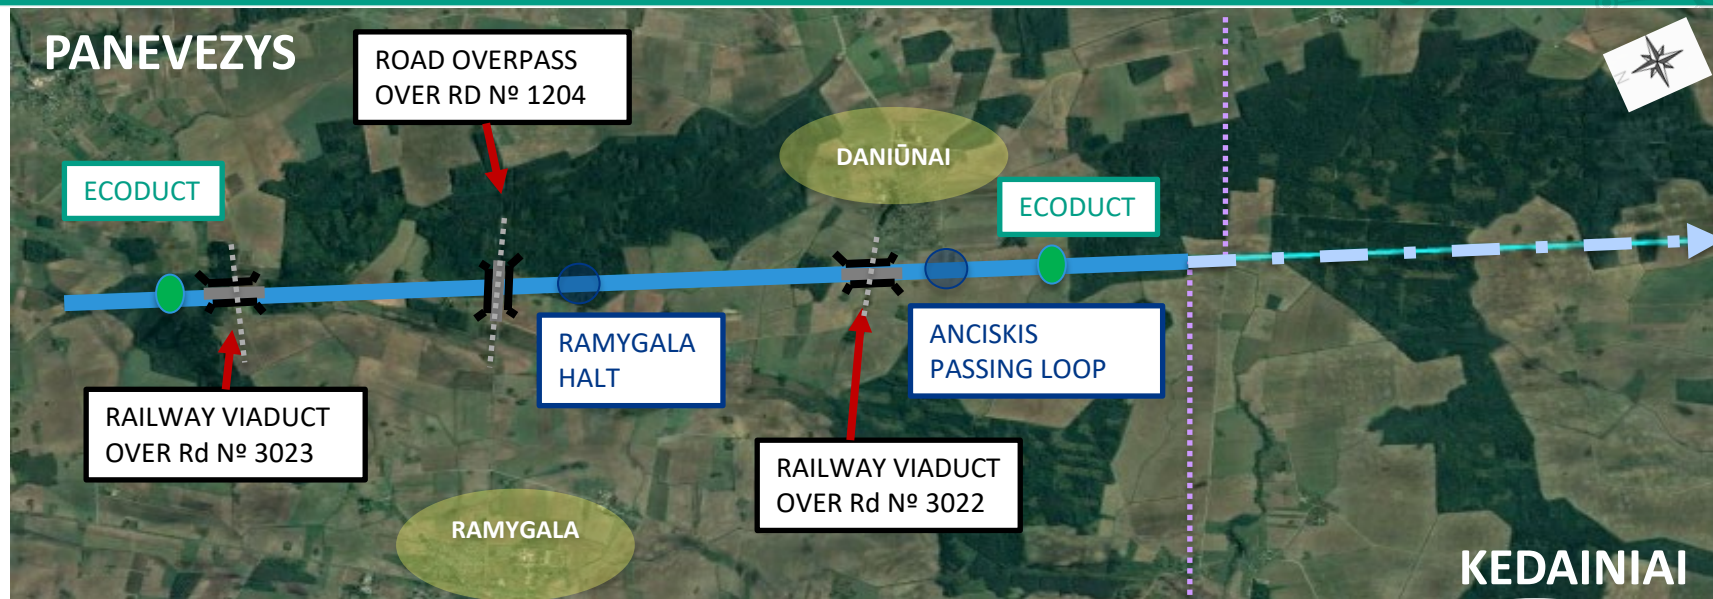 PANEVEZYS
ROAD OVERPASS
OVER RD Nº 1204
ECODUCT
DANIŪNAI
ECODUCT
RAMYGALA
HALT
ANCISKIS
PASSING LOOP
RAILWAY VIADUCT
OVER Rd Nº 3023
RAILWAY VIADUCT
OVER Rd Nº 3022
RAMYGALA
KEDAINIAI
N